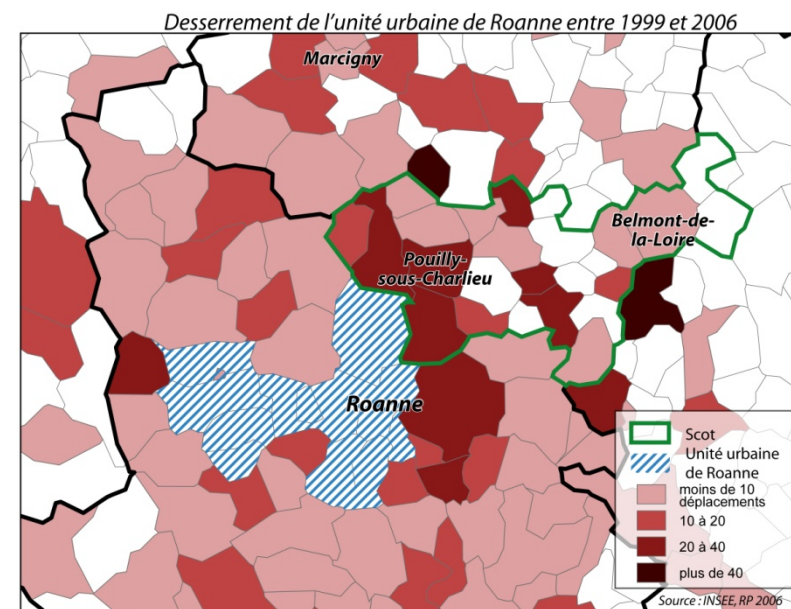 Desserrement de l'unité urbaine de Roanne entre 1999 et 2006
Marcigny
Belmont-de-
la-Loire
Pouilly-
sous-Charlieu
Roanne
Scot
Unité urbaine
de Roanne
moins de 10
déplacements
10 à 20
20 à 40
plus de 40
Source : INSEE, RP 2006